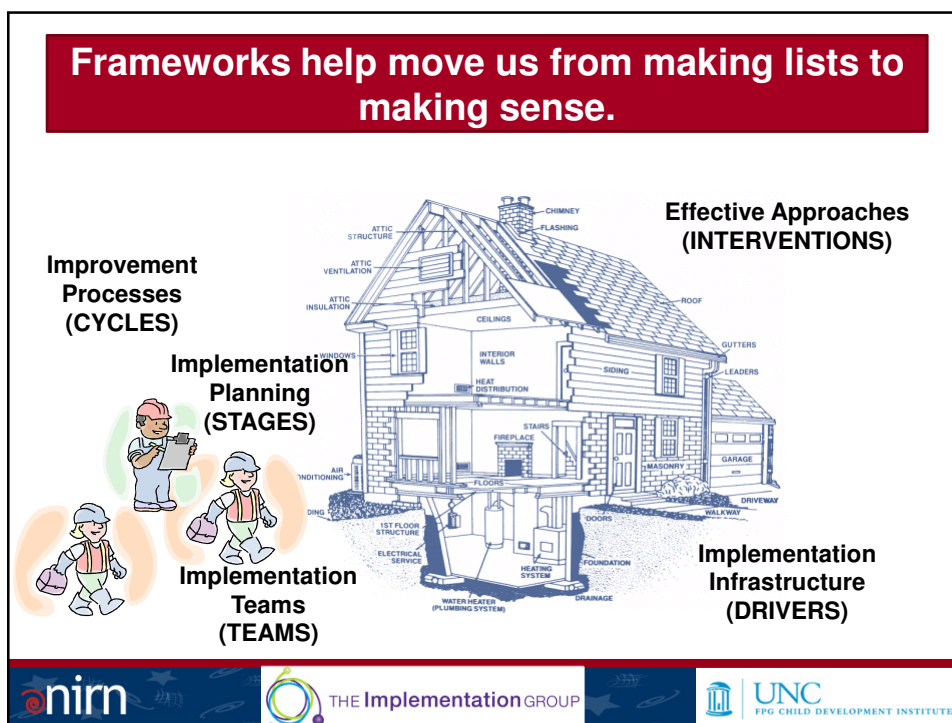 Frameworks help move us from making lists to
making sense.
Effective Approaches
(INTERVENTIONS)
Improvement
Processes
(CYCLES)
Implementation
Planning
(STAGES)
Implementation
Teams
(TEAMS)
Implementation
Infrastructure
(DRIVERS)
CHIMNEY
FLASHING
ATTIC
STRUCTURE
ATTIC
VENTILATION
ATTIC
INSULATION
CEILINGS
ROOF
WINDOWS
INTERIOR
WALLS
HEAT
DISTRIBUTION
SIDING
GUTTERS
LEADERS
STAIRS
FIREPLACE
GARAGE
MASONRY
AIR
ONDITIONING
FLOORS
DRIVEWAY
WALKWAY
DING
DOORS
1ST FLOOR
STRUCTURE
ELECTRICAL
SERVICE
HEATING
SYSTEM
FOUNDATION
WATER HEATER
(PLUMBING SYSTEM)
DRAINAGE
nirn
THE Implementation GROUP
UNC
FPG CHILD DEVELOPMENT INSTITUTE